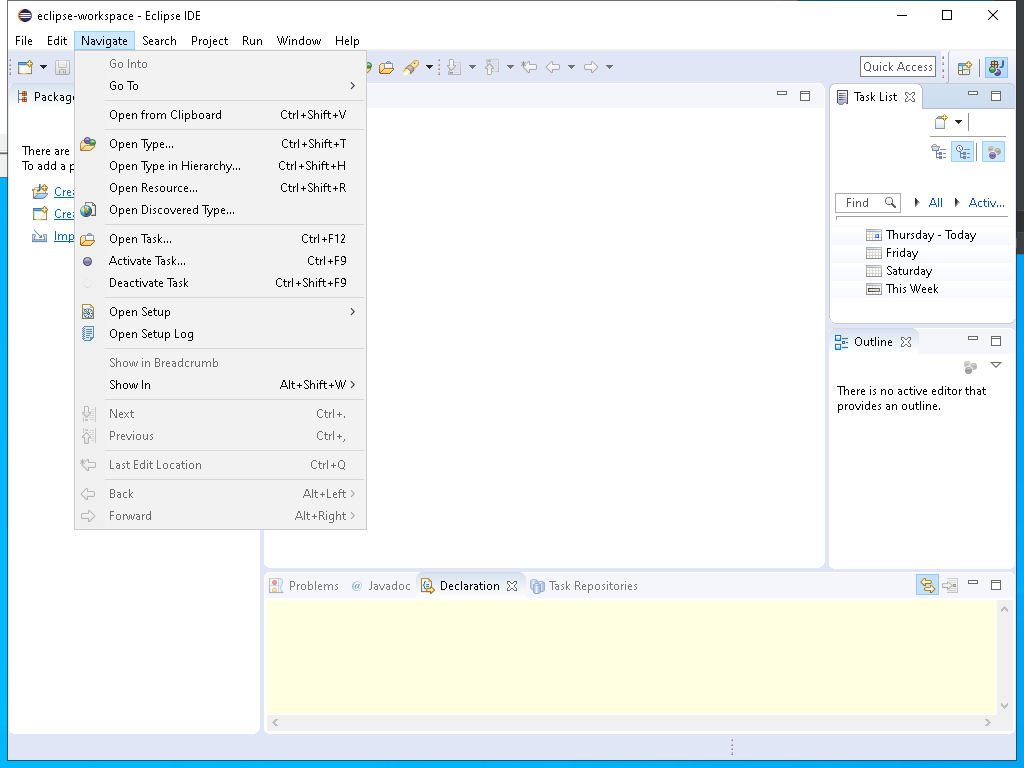 eclipse-workspace - Eclipse IDE
File Edit Navigate Search Project Run Window Help
Quick Access
Go Into
Go To
Open from Clipboard Ctrl+Shift+V
Open Type... Ctrl+Shift+T
Open Type in Hierarchy... Ctrl+Shift+H
Open Resource... Ctrl+Shift+R
Open Discovered Type...
Open Task... Ctrl+F12
Activate Task... Ctrl+F9
Deactivate Task Ctrl+Shift+F9
Open Setup
Open Setup Log
Show in Breadcrumb
Show In Alt+Shift+W
Next Ctrl+.
Previous Ctrl+,
Last Edit Location Ctrl+Q
Back Alt+Left
Forward Alt+Right
Package
There are
To add a p
Crea
Crea
Imp
Task List
Find All Activ...
Thursday - Today
Friday
Saturday
This Week
Outline
There is no active editor that
provides an outline.
Problems @ Javadoc Declaration Task Repositories